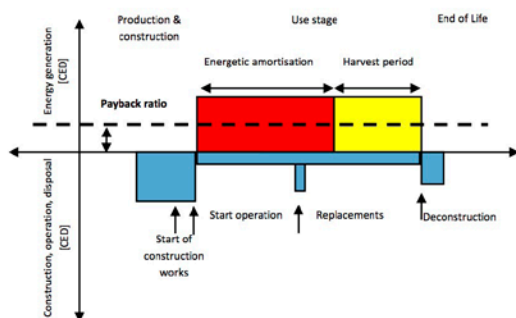 Production &
construction
Use stage
End of Life
Energy generation
[CED]
Energetic amortisation
Harvest period
Payback ratio
Construction, operation, disposal
[CED]
Start operation
Replacements
Deconstruction
Start of
construction
works